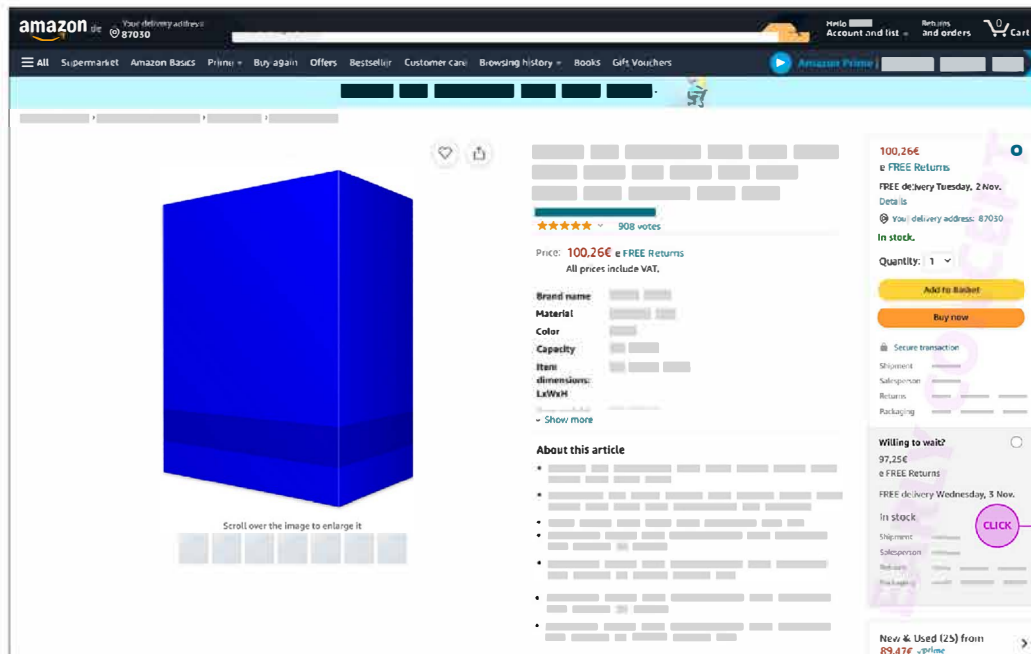 amazon.de
Your delivery address
87030
Hello
Account and list
Returns
and orders
0
Cart
All Supermarket Amazon Basics Prime Buy again Offers Bestseller Customer care Browsing history Books Gift Vouchers
Amazon Prime
908 votes
Price: 100,26€ e FREE Returns
All prices include VAT.
Brand name
Material
Color
Capacity
Item
dimensions:
LxWxH
Show more
About this article
Scroll over the image to enlarge it
100,26€
e FREE Returns
FREE delivery Tuesday, 2 Nov.
Details
Your delivery address: 87030
In stock.
Quantity: 1
Add to Basket
Buy now
Secure transaction
Shipment
Salesperson
Returns
Packaging
Willing to wait?
97,25€
e FREE Returns
FREE delivery Wednesday, 3 Nov.
In stock
CLICK
Shipment
Salesperson
Returns
Packaging
New & Used (25) from
89,47€ prime
EARLY CONCEPT